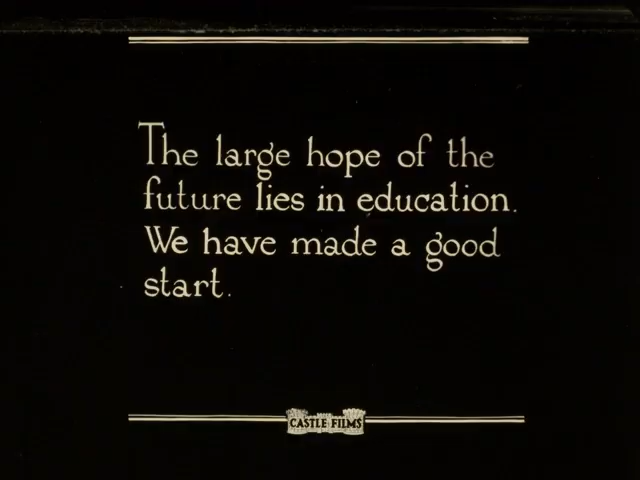 The large hope of the
future lies in education.
We have made a good
start.
CASTLE FILMS